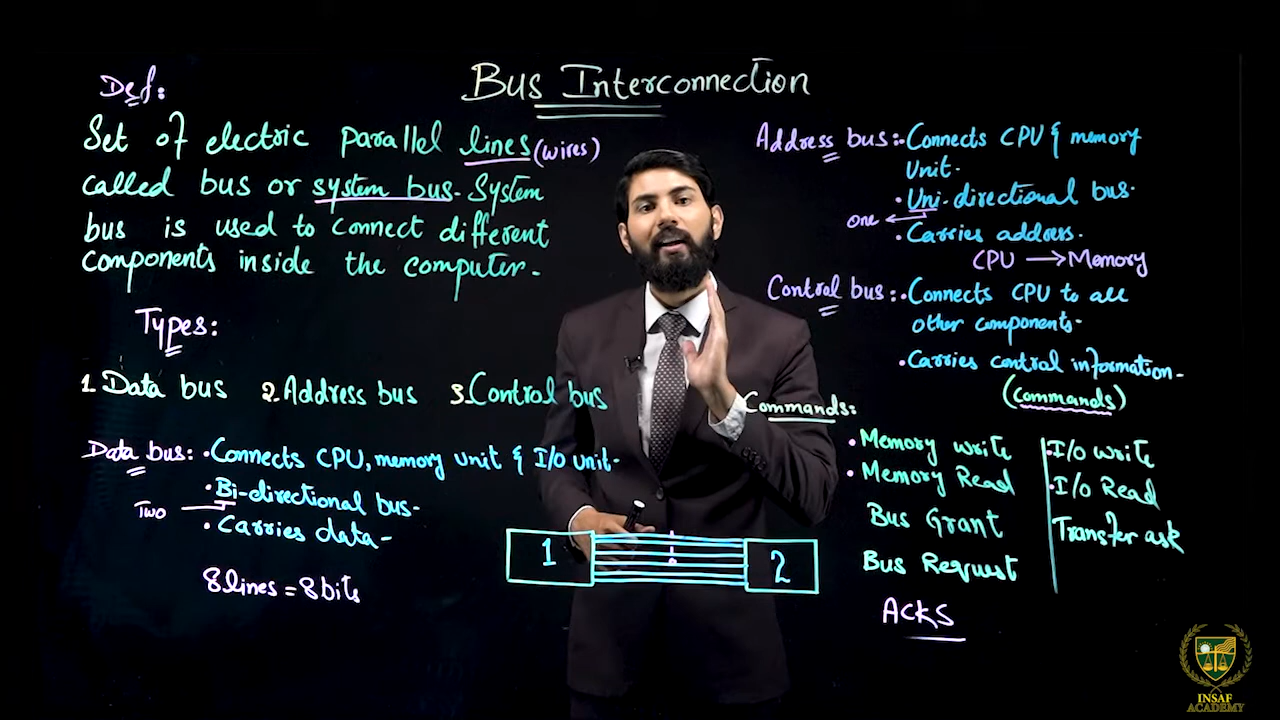 Bus Interconnection
Def:
Set of electric parallel lines (wires)
called bus or system bus. System
bus is used to connect different
components inside the computer.
Types:
1. Data bus 2. Address bus 3. Control bus
Data bus: • Connects CPU, memory unit & I/O unit.
• Bi-directional bus.
Two
• Carries data.
8 lines = 8 bits
1 2
Address bus: • Connects CPU & memory
Unit.
• Uni-directional bus.
one
• Carries address.
CPU → Memory
Control bus: • Connects CPU to all
other components.
• Carries control information.
(commands)
Commands:
• Memory write
• Memory Read
Bus Grant
Bus Request
ACKS
• I/O write
• I/O Read
Transfer ask
INSAF
ACADEMY